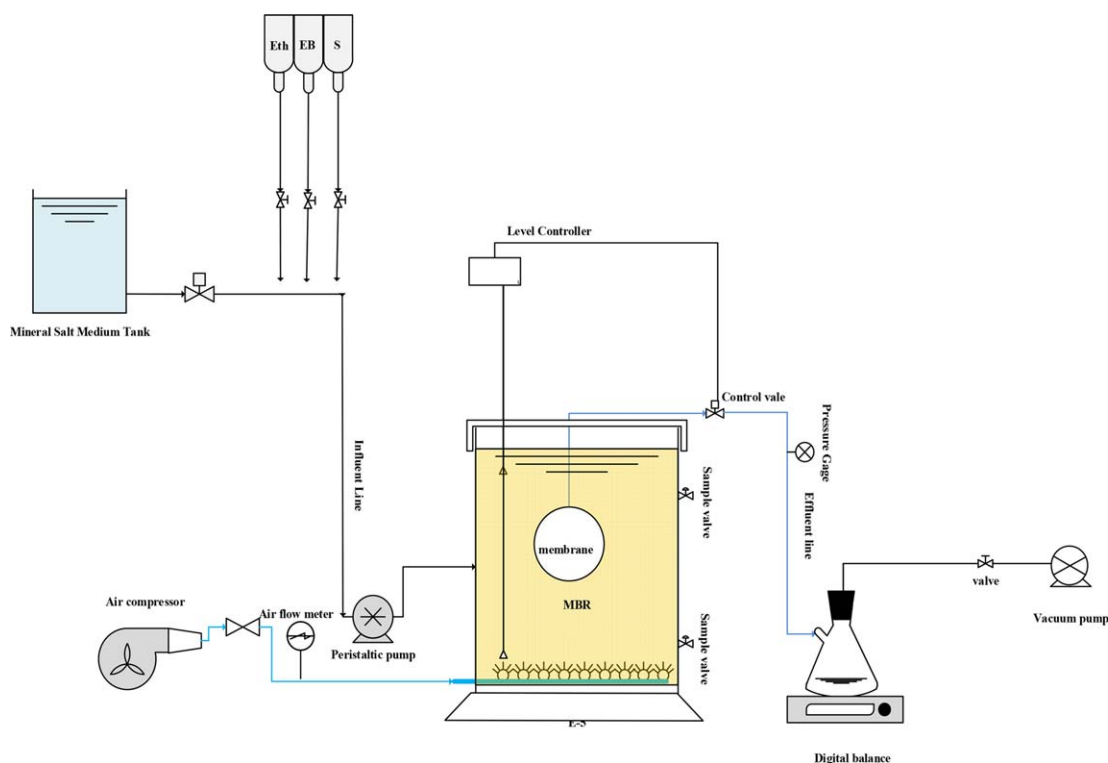 Eth EB S
Level Controller
Mineral Salt Medium Tank
Control vale
Pressure Gage
Influent Line
Sample valve
Effluent line
membrane
valve
MBR
Air compressor
Air flow meter
Vacuum pump
Peristaltic pump
Sample valve
E-5
Digital balance